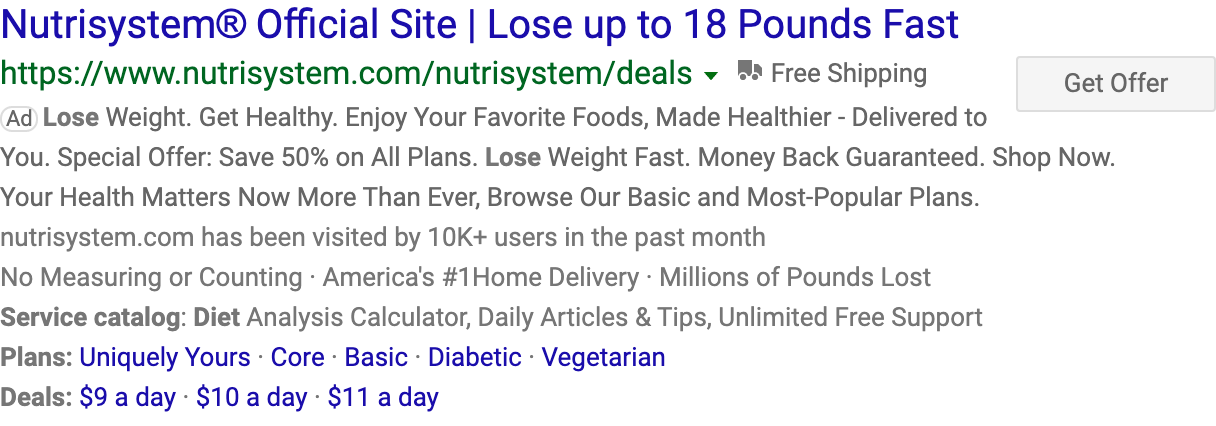 Nutrisystem® Official Site | Lose up to 18 Pounds Fast
https://www.nutrisystem.com/nutrisystem/deals Free Shipping
Get Offer
Ad Lose Weight. Get Healthy. Enjoy Your Favorite Foods, Made Healthier - Delivered to
You. Special Offer: Save 50% on All Plans. Lose Weight Fast. Money Back Guaranteed. Shop Now.
Your Health Matters Now More Than Ever, Browse Our Basic and Most-Popular Plans.
nutrisystem.com has been visited by 10K+ users in the past month
No Measuring or Counting · America's #1Home Delivery · Millions of Pounds Lost
Service catalog: Diet Analysis Calculator, Daily Articles & Tips, Unlimited Free Support
Plans: Uniquely Yours · Core · Basic · Diabetic · Vegetarian
Deals: $9 a day · $10 a day · $11 a day